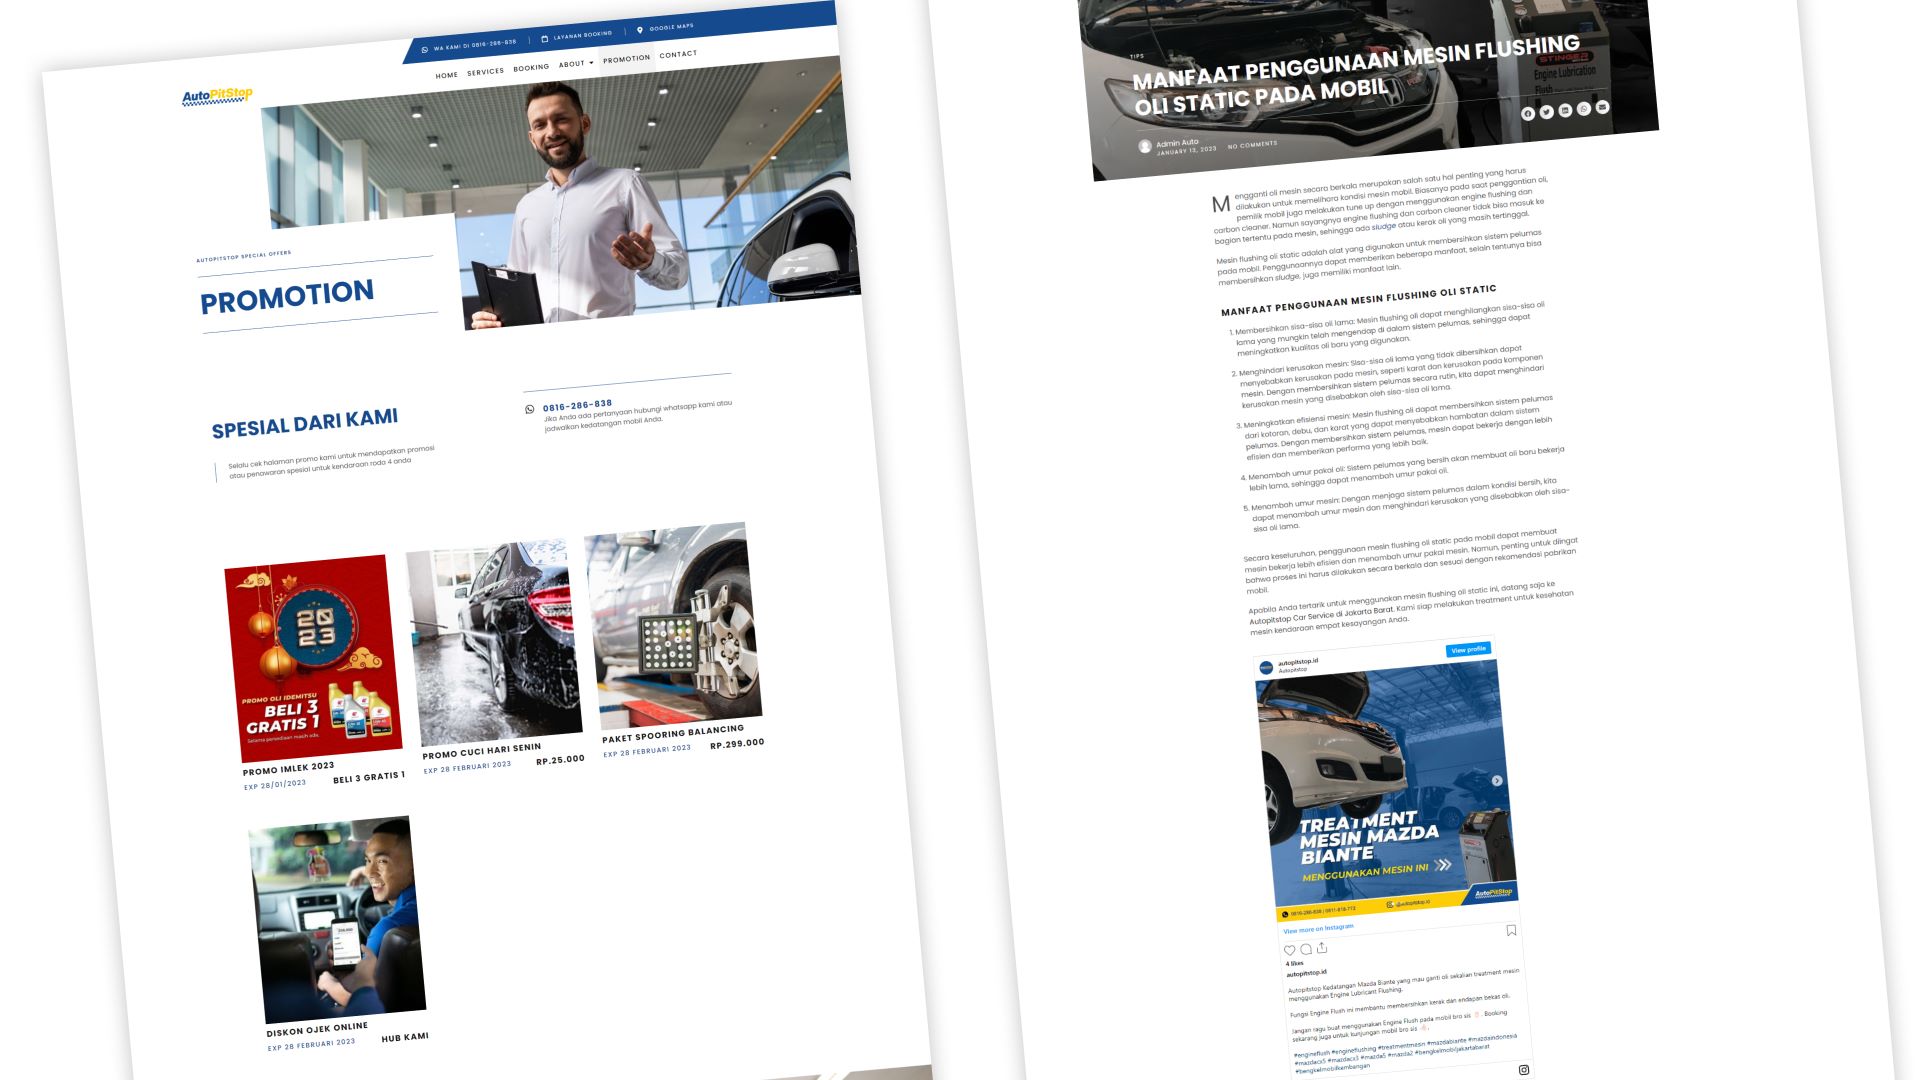 WA KAMI DI 0816-286-838
LAYANAN BOOKING
GOOGLE MAPS
AutoPitStop
HOME
SERVICES
BOOKING
ABOUT
PROMOTION
CONTACT
AUTOPITSTOP SPECIAL OFFERS
PROMOTION
SPESIAL DARI KAMI
Selalu cek halaman promo kami untuk mendapatkan promosi
atau penawaran spesial untuk kendaraan roda 4 anda
0816-286-838
Jika Anda ada pertanyaan hubungi whatsapp kami atau
jadwalkan kedatangan mobil Anda.
2023
PROMO OLI IDEMITSU
BELI 3
GRATIS 1
Selama persediaan masih ada.
PROMO IMLEK 2023
EXP 28/01/2023
BELI 3 GRATIS 1
PROMO CUCI HARI SENIN
EXP 28 FEBRUARI 2023
RP.25.000
PAKET SPOORING BALANCING
EXP 28 FEBRUARI 2023
RP.299.000
DISKON OJEK ONLINE
EXP 28 FEBRUARI 2023
HUB KAMI
STINGER
Engine Lubrication
Flush
TIPS
MANFAAT PENGGUNAAN MESIN FLUSHING
OLI STATIC PADA MOBIL
Admin Auto
JANUARY 13, 2023
NO COMMENTS
Mengganti oli mesin secara berkala merupakan salah satu hal penting yang harus
dilakukan untuk memelihara kondisi mesin mobil. Biasanya pada saat penggantian oli,
pemilik mobil juga melakukan tune up dengan menggunakan engine flushing dan
carbon cleaner. Namun sayangnya engine flushing dan carbon cleaner tidak bisa masuk ke
bagian tertentu pada mesin, sehingga ada sludge atau kerak oli yang masih tertinggal.
Mesin flushing oli static adalah alat yang digunakan untuk membersihkan sistem pelumas
pada mobil. Penggunaannya dapat memberikan beberapa manfaat, selain tentunya bisa
membersihkan sludge, juga memiliki manfaat lain.
MANFAAT PENGGUNAAN MESIN FLUSHING OLI STATIC
1. Membersihkan sisa-sisa oli lama: Mesin flushing oli dapat menghilangkan sisa-sisa oli
lama yang mungkin telah mengendap di dalam sistem pelumas, sehingga dapat
meningkatkan kualitas oli baru yang digunakan.
2. Menghindari kerusakan mesin: Sisa-sisa oli lama yang tidak dibersihkan dapat
menyebabkan kerusakan pada mesin, seperti karat dan kerusakan pada komponen
mesin. Dengan membersihkan sistem pelumas secara rutin, kita dapat menghindari
kerusakan mesin yang disebabkan oleh sisa-sisa oli lama.
3. Meningkatkan efisiensi mesin: Mesin flushing oli dapat membersihkan sistem pelumas
dari kotoran, debu, dan karat yang dapat menyebabkan hambatan dalam sistem
pelumas. Dengan membersihkan sistem pelumas, mesin dapat bekerja dengan lebih
efisien dan memberikan performa yang lebih baik.
4. Menambah umur pakai oli: Sistem pelumas yang bersih akan membuat oli baru bekerja
lebih lama, sehingga dapat menambah umur pakai oli.
5. Menambah umur mesin: Dengan menjaga sistem pelumas dalam kondisi bersih, kita
dapat menambah umur mesin dan menghindari kerusakan yang disebabkan oleh sisa-
sisa oli lama.
Secara keseluruhan, penggunaan mesin flushing oli static pada mobil dapat membuat
mesin bekerja lebih efisien dan menambah umur pakai mesin. Namun, penting untuk diingat
bahwa proses ini harus dilakukan secara berkala dan sesuai dengan rekomendasi pabrikan
mobil.
Apabila Anda tertarik untuk menggunakan mesin flushing oli static ini, datang saja ke
Autopitstop Car Service di Jakarta Barat. Kami siap melakukan treatment untuk kesehatan
mesin kendaraan empat kesayangan Anda.
autopitstop.id
Autopitstop
View profile
TREATMENT
MESIN MAZDA
BIANTE
MENGGUNAKAN MESIN INI
0816-286-838 | 0811-818-772
@autopitstop.id
AutoPitStop
View more on Instagram
4 likes
autopitstop.id
Autopitstop Kedatangan Mazda Biante yang mau ganti oli sekalian treatment mesin
menggunakan Engine Lubricant Flushing.
Fungsi Engine Flush ini membantu membersihkan kerak dan endapan bekas oli.
Jangan ragu buat menggunakan Engine Flush pada mobil bro sis. Booking
sekarang juga untuk kunjungan mobil bro sis.
#engineflush #engineflushing #treatmentmesin #mazdabiante #mazdaindonesia
#mazdacx5 #mazdacx3 #mazda5 #mazda2 #bengkelmobiljakartabarat
#bengkelmobilkembangan